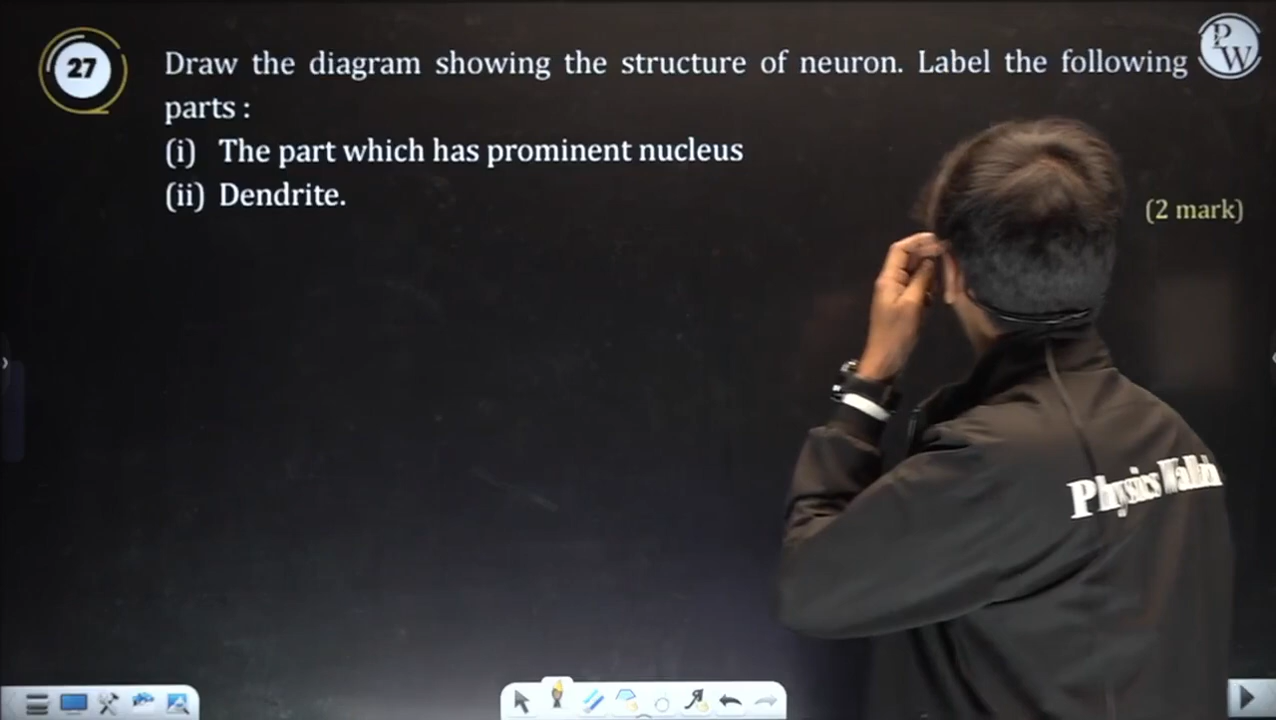 27
Draw the diagram showing the structure of neuron. Label the following
parts :
(i) The part which has prominent nucleus
(ii) Dendrite.
(2 mark)
PW
Physics Wallah